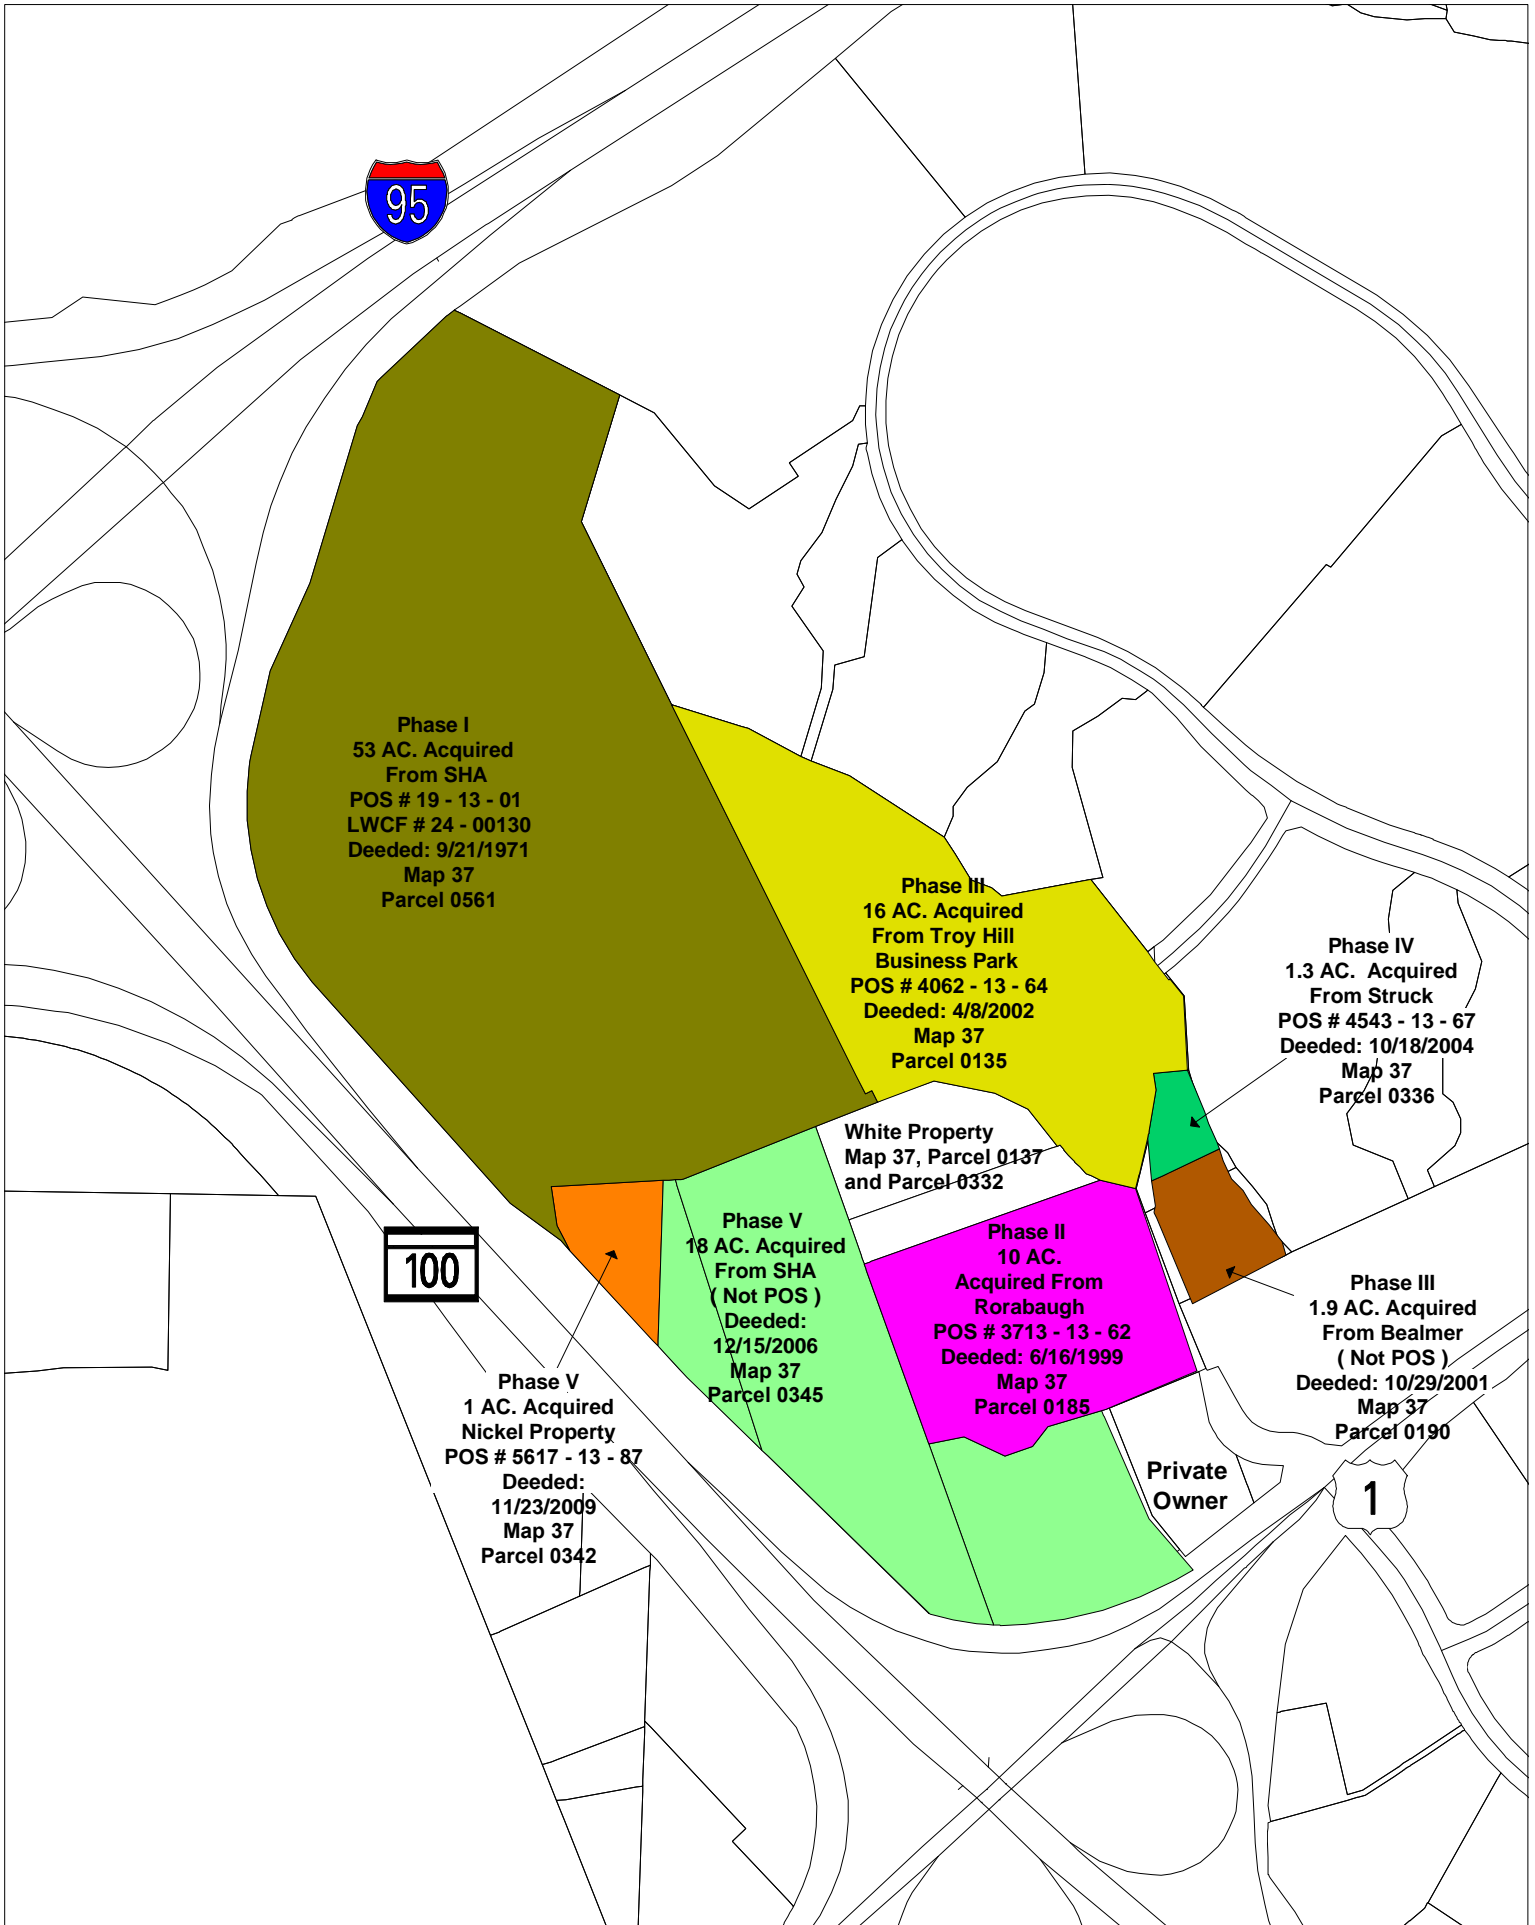 95
Phase I
53 AC. Acquired
From SHA
POS # 19 - 13 - 01
LWCF # 24 - 00130
Deeded: 9/21/1971
Map 37
Parcel 0561
Phase III
16 AC. Acquired
From Troy Hill
Business Park
POS # 4062 - 13 - 64
Deeded: 4/8/2002
Map 37
Parcel 0135
Phase IV
1.3 AC. Acquired
From Struck
POS # 4543 - 13 - 67
Deeded: 10/18/2004
Map 37
Parcel 0336
White Property
Map 37, Parcel 0137
and Parcel 0332
Phase V
18 AC. Acquired
From SHA
( Not POS )
Deeded:
12/15/2006
Map 37
Parcel 0345
Phase II
10 AC.
Acquired From
Rorabaugh
POS # 3713 - 13 - 62
Deeded: 6/16/1999
Map 37
Parcel 0185
100
Phase III
1.9 AC. Acquired
From Bealmer
( Not POS )
Deeded: 10/29/2001
Map 37
Parcel 0190
Phase V
1 AC. Acquired
Nickel Property
POS # 5617 - 13 - 87
Deeded:
11/23/2009
Map 37
Parcel 0342
Private
Owner
1